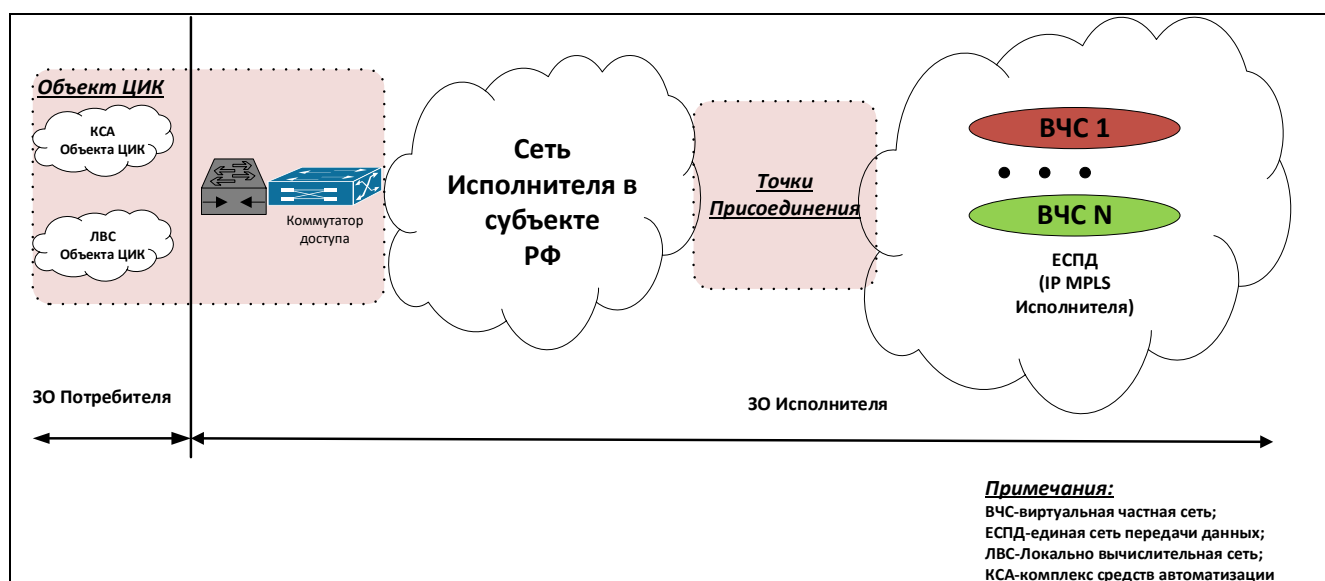 Объект ЦИК
КСА
Объекта ЦИК
ЛВС
Объекта ЦИК
Коммутатор
доступа
Сеть
Исполнителя в
субъекте
РФ
Точки
Присоединения
ВЧС 1
ВЧС N
ЕСПД
(IP MPLS
Исполнителя)
ЗО Потребителя
ЗО Исполнителя
Примечания:
ВЧС-виртуальная частная сеть;
ЕСПД-единая сеть передачи данных;
ЛВС-Локально вычислительная сеть;
КСА-комплекс средств автоматизации